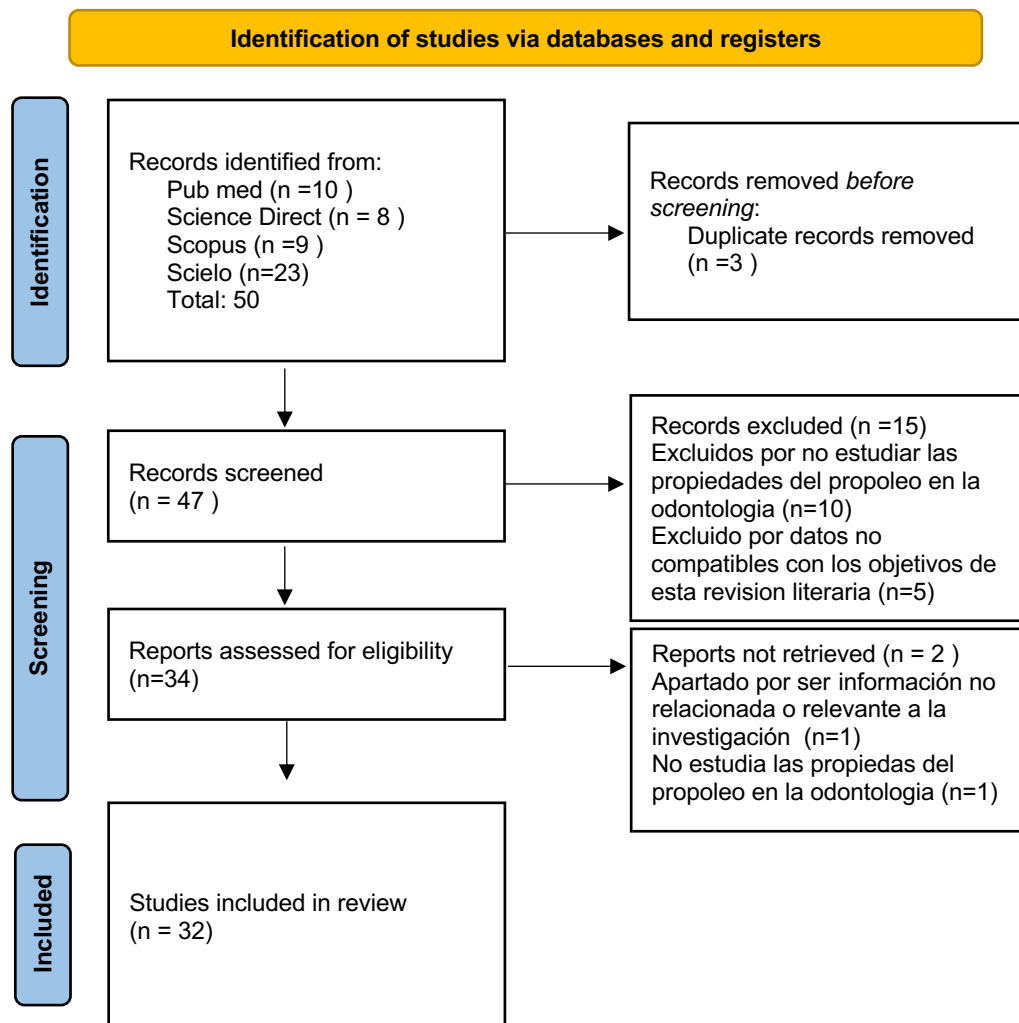 Identification of studies via databases and registers
Identification
Records identified from:
Pub med (n =10 )
Science Direct (n = 8 )
Scopus (n =9 )
Scielo (n=23)
Total: 50
Records removed before
screening:
Duplicate records removed
(n =3 )
Screening
Records screened
(n = 47 )
Records excluded (n =15)
Excluidos por no estudiar las
propiedades del propoleo en la
odontologia (n=10)
Excluido por datos no
compatibles con los objetivos de
esta revision literaria (n=5)
Reports assessed for eligibility
(n=34)
Reports not retrieved (n = 2 )
Apartado por ser información no
relacionada o relevante a la
investigación (n=1)
No estudia las propiedas del
propoleo en la odontologia (n=1)
Included
Studies included in review
(n = 32)